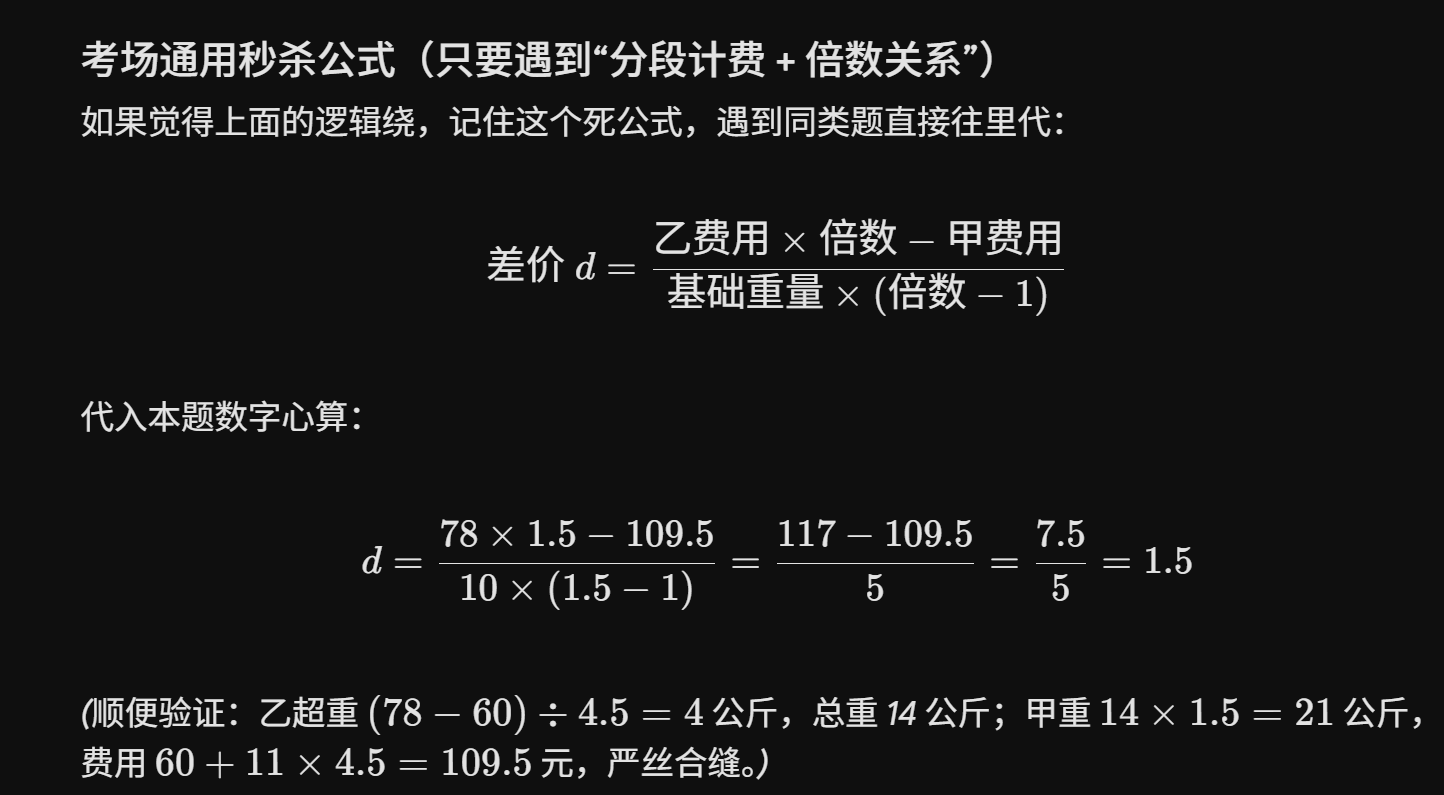 考场通用秒杀公式（只要遇到“分段计费 + 倍数关系”）
如果觉得上面的逻辑绕，记住这个死公式，遇到同类题直接往里代：
差价 d = \frac{乙费用 × 倍数 − 甲费用}{基础重量 × (倍数 − 1)}
代入本题数字心算：
d = \frac{78 × 1.5 − 109.5}{10 × (1.5 − 1)} = \frac{117 − 109.5}{5} = \frac{7.5}{5} = 1.5
(顺便验证：乙超重 (78 − 60) ÷ 4.5 = 4 公斤，总重 14 公斤；甲重 14 × 1.5 = 21 公斤，
费用 60 + 11 × 4.5 = 109.5 元，严丝合缝。)